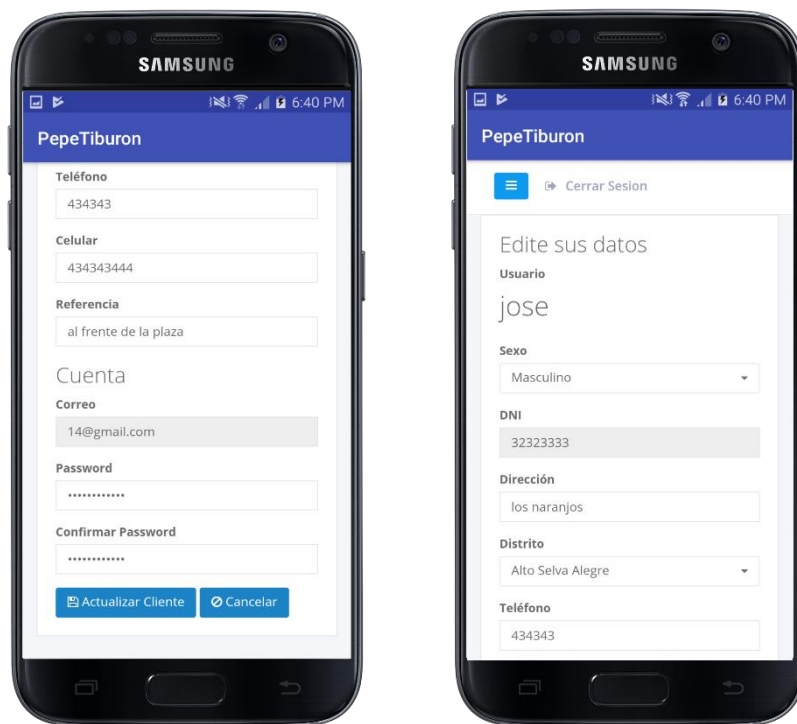 SAMSUNG
6:40 PM
PepeTiburon
Teléfono
434343
Celular
434343444
Referencia
al frente de la plaza
Cuenta
Correo
14@gmail.com
Password
••••••••••••
Confirmar Password
••••••••••••
Actualizar Cliente
Cancelar
SAMSUNG
6:40 PM
PepeTiburon
Cerrar Sesion
Edite sus datos
Usuario
jose
Sexo
Masculino
DNI
32323333
Dirección
los naranjos
Distrito
Alto Selva Alegre
Teléfono
434343